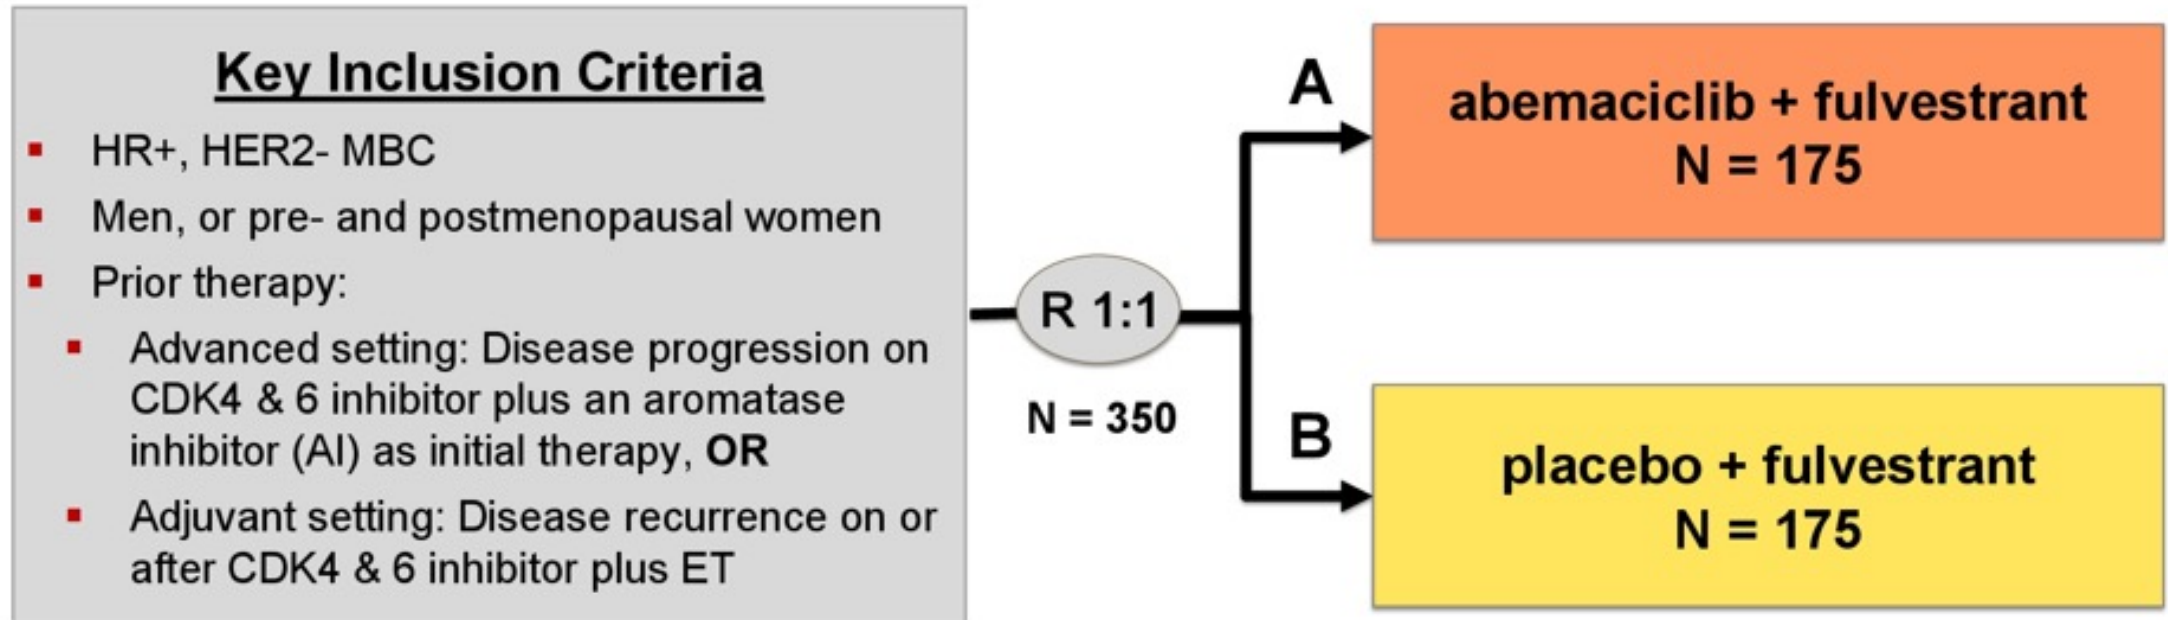 Key Inclusion Criteria
▪ HR+, HER2- MBC
▪ Men, or pre- and postmenopausal women
▪ Prior therapy:
▪ Advanced setting: Disease progression on
CDK4 & 6 inhibitor plus an aromatase
inhibitor (AI) as initial therapy, OR
▪ Adjuvant setting: Disease recurrence on or
after CDK4 & 6 inhibitor plus ET
R 1:1
N = 350
A
abemaciclib + fulvestrant
N = 175
B
placebo + fulvestrant
N = 175